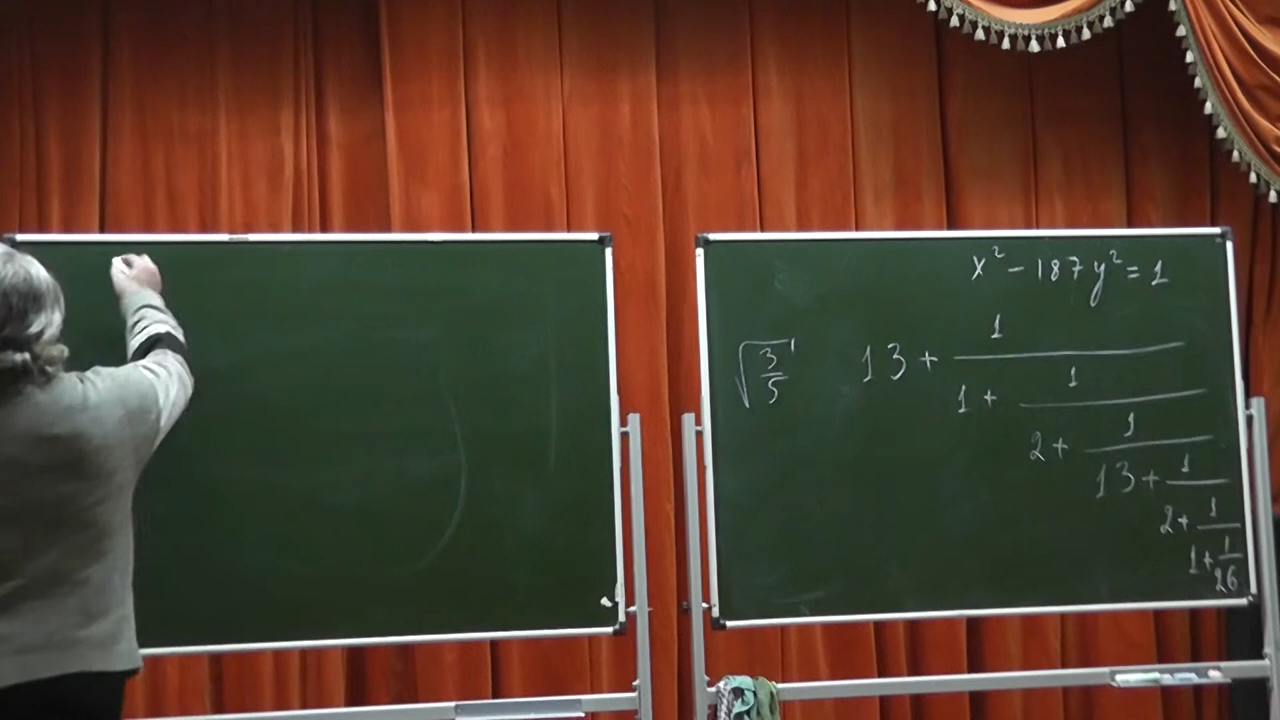 x² − 187y² = 1
√(3/5)
13 + 1/(1 + 1/(2 + 1/(13 + 1/(2 + 1/(1 + 1/26)))))